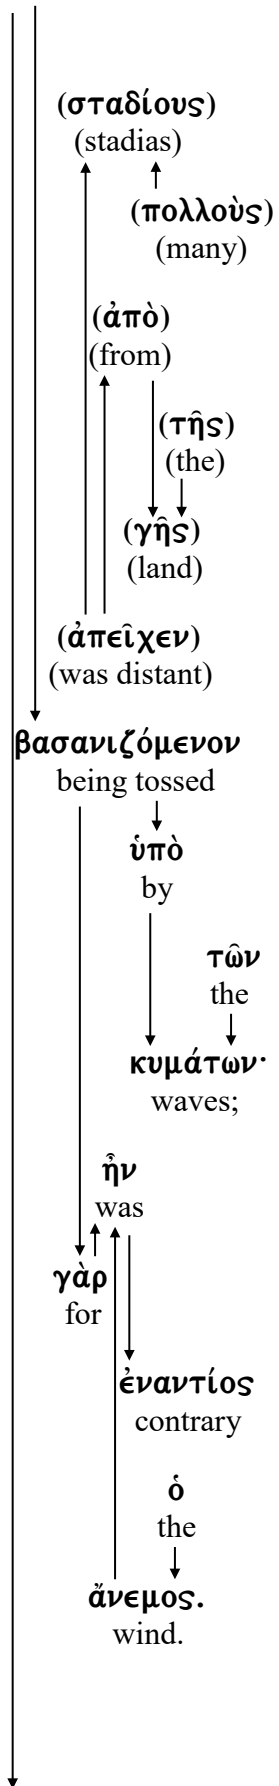 (σταδίους)
(stadias)
(πολλοὺς)
(many)
(ἀπὸ)
(from)
(τῆς)
(the)
(γῆς)
(land)
(ἀπεῖχεν)
(was distant)
βασανιζόμενον
being tossed
ὑπὸ
by
τῶν
the
κυμάτων·
waves;
ἦν
was
γὰρ
for
ἐναντίος
contrary
ὁ
the
ἄνεμος.
wind.